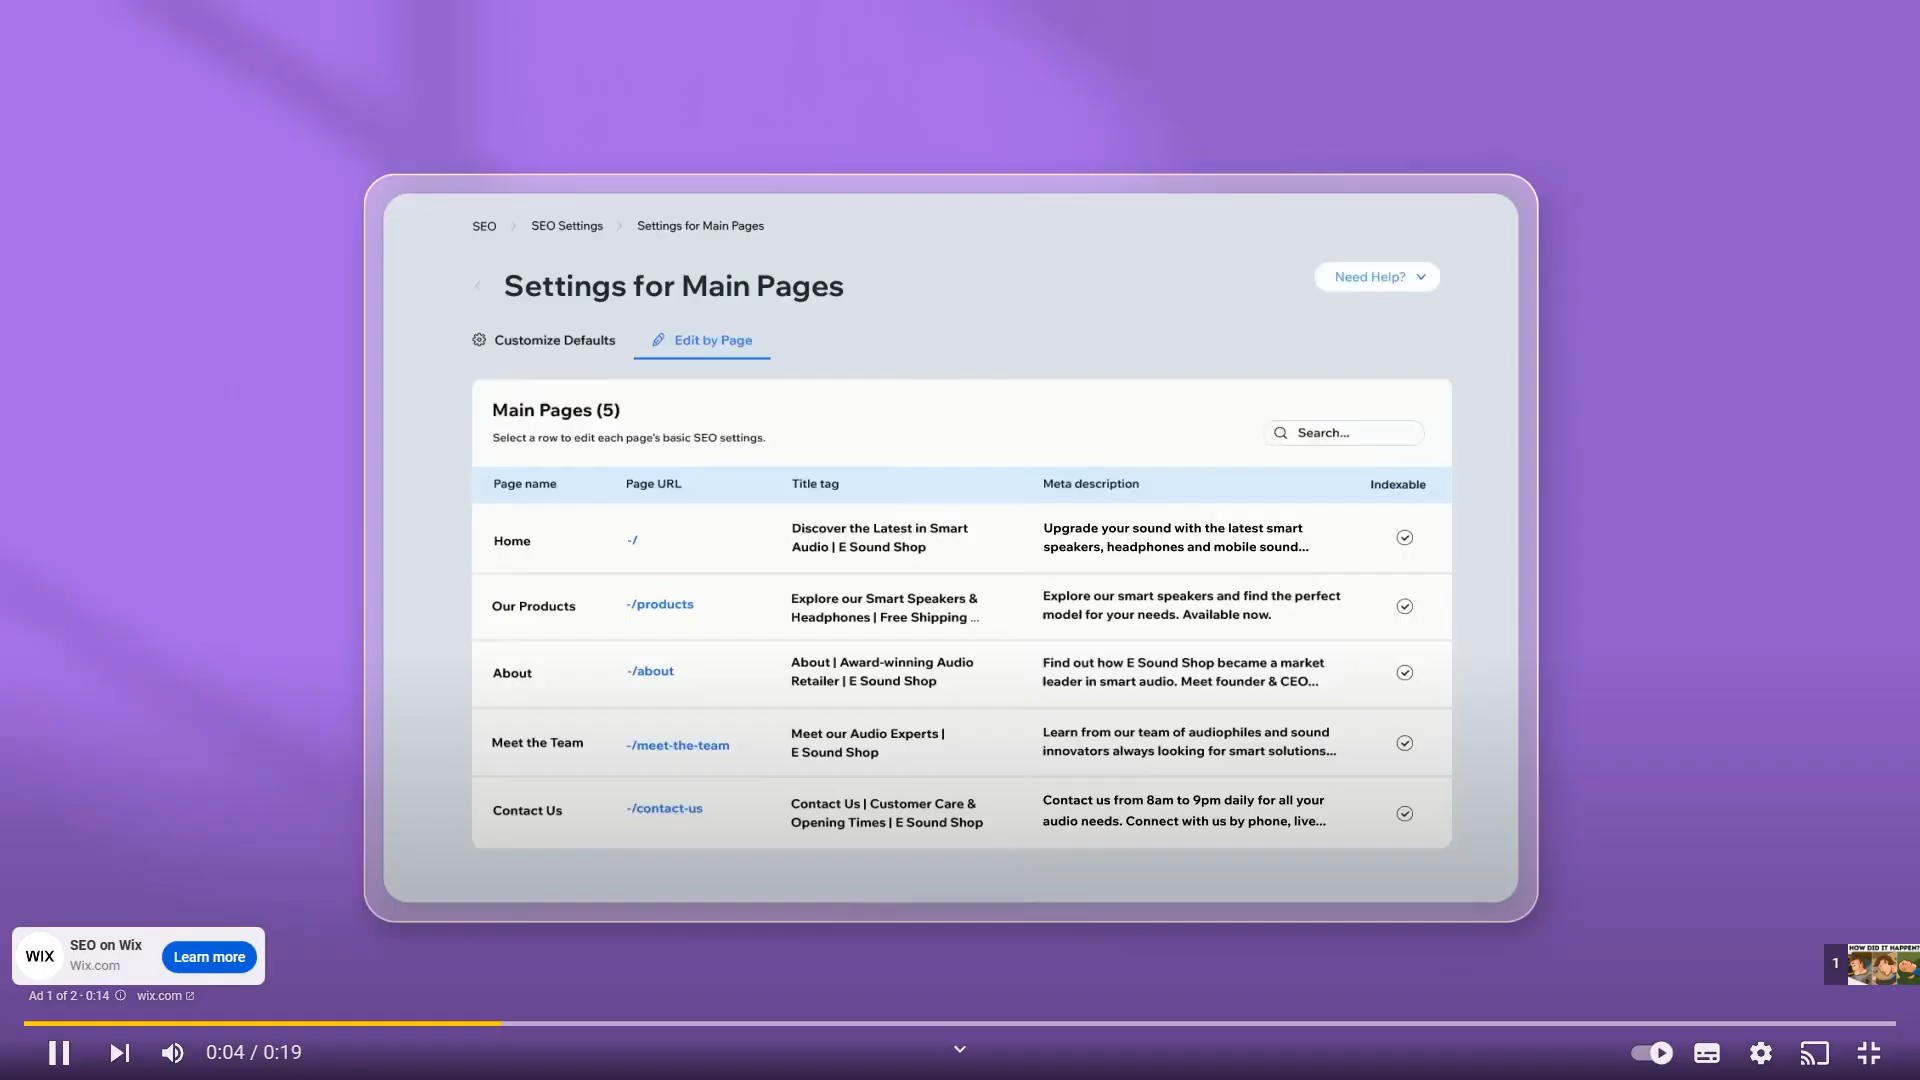 SEO
SEO Settings
Settings for Main Pages
Settings for Main Pages
Need Help?
Customize Defaults
Edit by Page
Main Pages (5)
Select a row to edit each page's basic SEO settings.
Search...
Page name
Page URL
Title tag
Meta description
Indexable
Home
-/
Discover the Latest in Smart
Audio | E Sound Shop
Upgrade your sound with the latest smart
speakers, headphones and mobile sound...
Our Products
-/products
Explore our Smart Speakers &
Headphones | Free Shipping ...
Explore our smart speakers and find the perfect
model for your needs. Available now.
About
-/about
About | Award-winning Audio
Retailer | E Sound Shop
Find out how E Sound Shop became a market
leader in smart audio. Meet founder & CEO...
Meet the Team
-/meet-the-team
Meet our Audio Experts |
E Sound Shop
Learn from our team of audiophiles and sound
innovators always looking for smart solutions...
Contact Us
-/contact-us
Contact Us | Customer Care &
Opening Times | E Sound Shop
Contact us from 8am to 9pm daily for all your
audio needs. Connect with us by phone, live...
WIX
SEO on Wix
Wix.com
Learn more
Ad 1 of 2 · 0:14
wix.com
1
HOW DID IT HAPPEN?
0:04 / 0:19